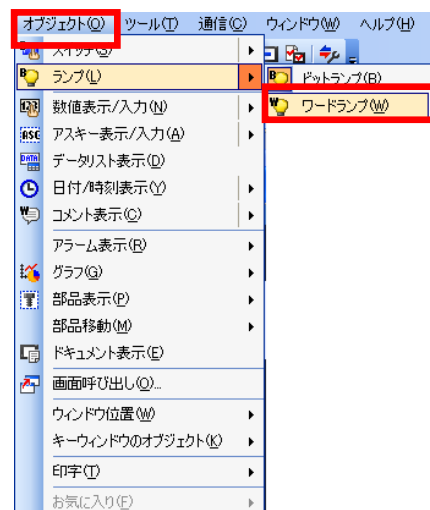 オブジェクト(O) ツール(T) 通信(C) ウィンドウ(W) ヘルプ(H)
スイッチ(S)
ランプ(L)
ビットランプ(B)
ワードランプ(W)
数値表示/入力(N)
アスキー表示/入力(A)
データリスト表示(D)
日付/時刻表示(Y)
コメント表示(C)
アラーム表示(R)
グラフ(G)
部品表示(P)
部品移動(M)
ドキュメント表示(E)
画面呼び出し(O)...
ウィンドウ位置(W)
キーウィンドウのオブジェクト(K)
印字(T)
お気に入り(F)